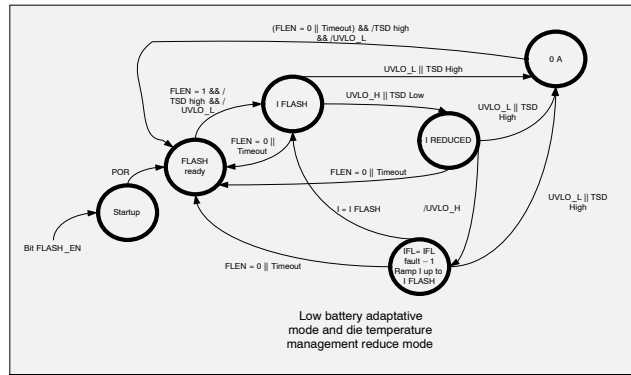 (FLEN = 0 || Timeout) && /TSD high
&& /UVLO_L
0 A
UVLO_L || TSD High
FLEN = 1 && /
TSD high && /
UVLO_L
I FLASH
UVLO_H || TSD Low
UVLO_L || TSD
High
I REDUCED
FLEN = 0 ||
Timeout
FLASH
ready
POR
FLEN = 0 || Timeout
Startup
I = I FLASH
/UVLO_H
UVLO_L || TSD
High
Bit FLASH_EN
IFL= IFL
fault − 1
Ramp I up to
I FLASH
FLEN = 0 || Timeout
Low battery adaptative
mode and die temperature
management reduce mode